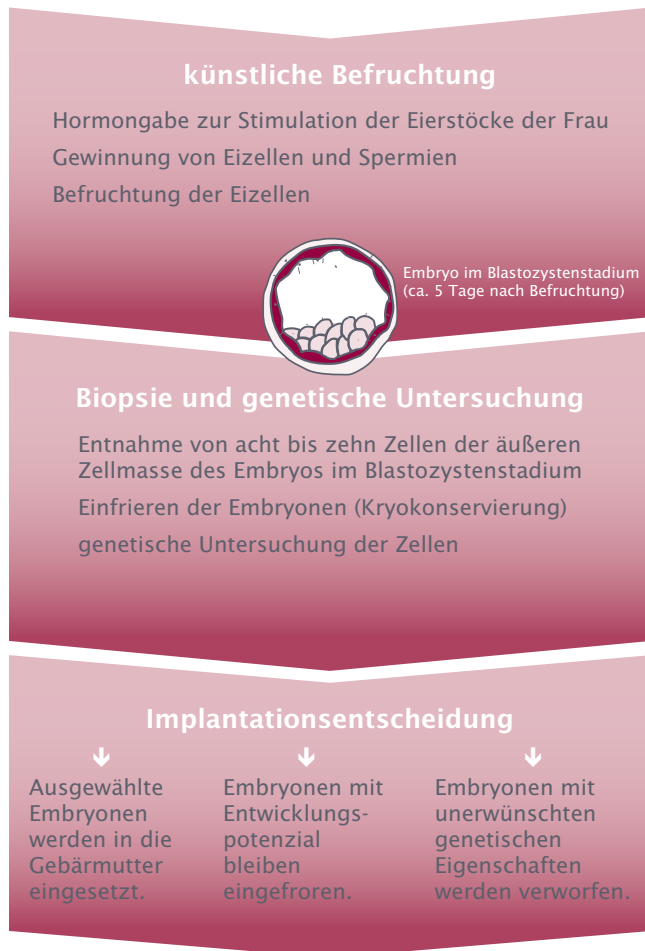 künstliche Befruchtung
Hormongabe zur Stimulation der Eierstöcke der Frau
Gewinnung von Eizellen und Spermien
Befruchtung der Eizellen
Embryo im Blastozystenstadium
(ca. 5 Tage nach Befruchtung)
Biopsie und genetische Untersuchung
Entnahme von acht bis zehn Zellen der äußeren
Zellmasse des Embryos im Blastozystenstadium
Einfrieren der Embryonen (Kryokonservierung)
genetische Untersuchung der Zellen
Implantationsentscheidung
Ausgewählte
Embryonen
werden in die
Gebärmutter
eingesetzt.
Embryonen mit
Entwicklungs-
potenzial
bleiben
eingefroren.
Embryonen mit
unerwünschten
genetischen
Eigenschaften
werden verworfen.